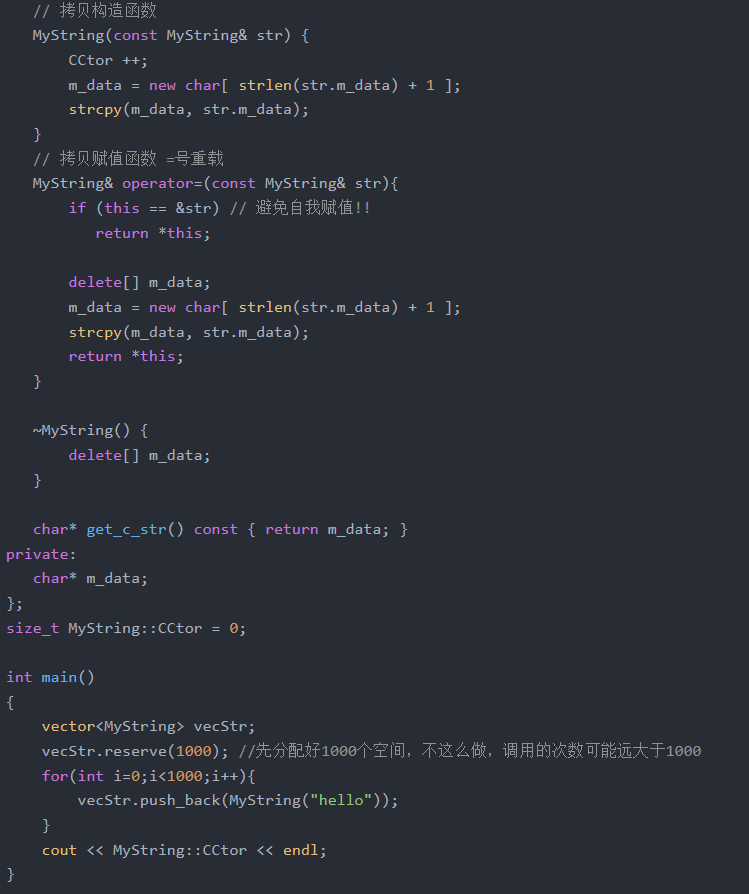 // 拷贝构造函数
MyString(const MyString& str) {
CCtor ++;
m_data = new char[ strlen(str.m_data) + 1 ];
strcpy(m_data, str.m_data);
}
// 拷贝赋值函数 =号重载
MyString& operator=(const MyString& str){
if (this == &str) // 避免自我赋值!!
return *this;
delete[] m_data;
m_data = new char[ strlen(str.m_data) + 1 ];
strcpy(m_data, str.m_data);
return *this;
}
~MyString() {
delete[] m_data;
}
char* get_c_str() const { return m_data; }
private:
char* m_data;
};
size_t MyString::CCtor = 0;
int main()
{
vector<MyString> vecStr;
vecStr.reserve(1000); //先分配好1000个空间，不这么做，调用的次数可能远大于1000
for(int i=0;i<1000;i++){
vecStr.push_back(MyString("hello"));
}
cout << MyString::CCtor << endl;
}